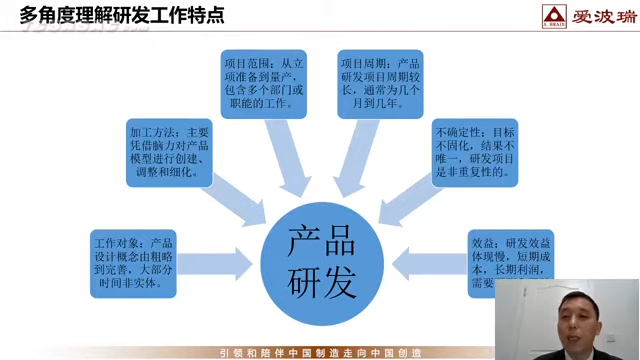 多角度理解研发工作特点
A BRAIN
爱波瑞
项目范围：从立
项准备到量产，
包含多个部门或
职能的工作。
项目周期：产品
研发项目周期较
长，通常为几个
月到几年。
加工方法：主要
凭借脑力对产品
模型进行创建、
调整和细化。
不确定性：目标
不固化，结果不
唯一，研发项目
是非重复性的。
工作对象：产品
设计概念由粗略
到完善，大部分
时间非实体。
产品
研发
效益：研发效益
体现慢，短期成
本，长期利润，
需要
引领和陪伴中国制造走向中国创造